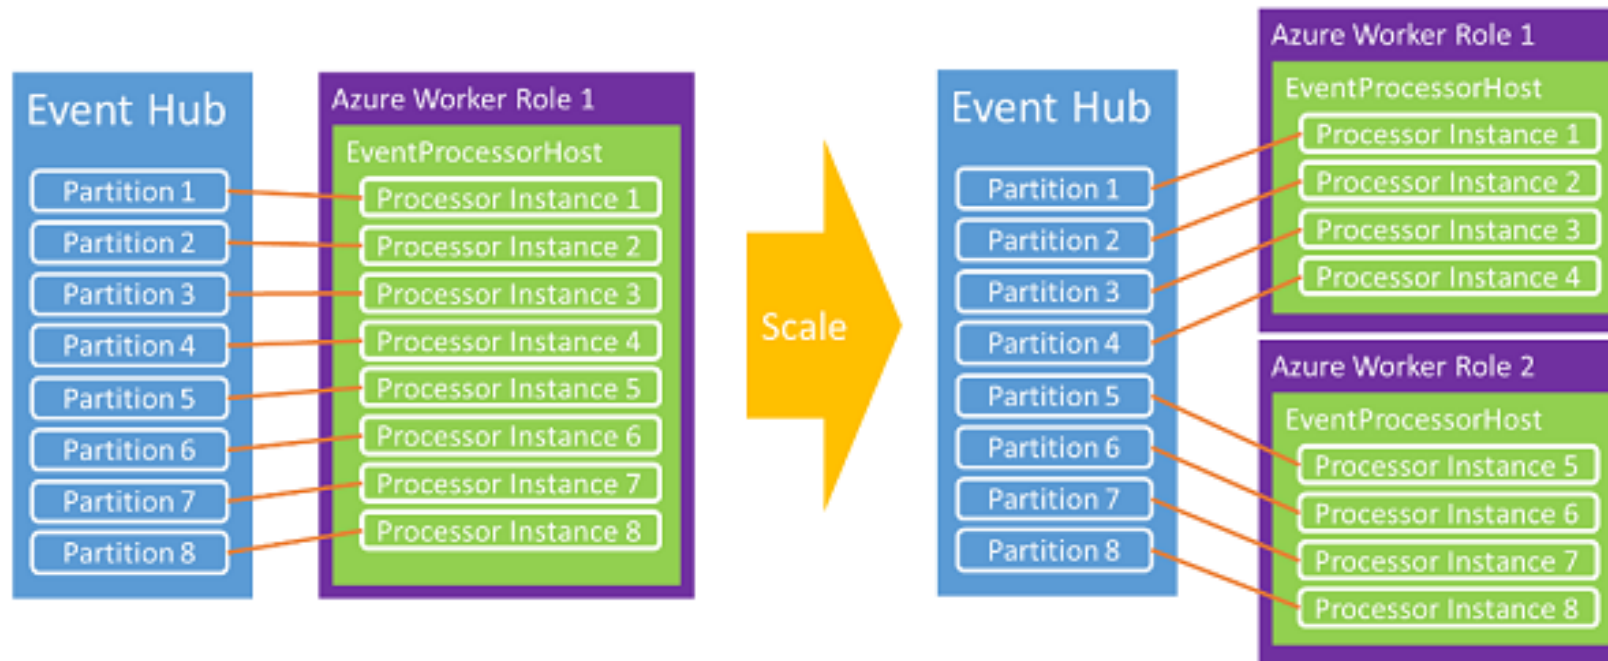 Event Hub
Partition 1
Partition 2
Partition 3
Partition 4
Partition 5
Partition 6
Partition 7
Partition 8
Azure Worker Role 1
EventProcessorHost
Processor Instance 1
Processor Instance 2
Processor Instance 3
Processor Instance 4
Processor Instance 5
Processor Instance 6
Processor Instance 7
Processor Instance 8
Scale
Event Hub
Partition 1
Partition 2
Partition 3
Partition 4
Partition 5
Partition 6
Partition 7
Partition 8
Azure Worker Role 1
EventProcessorHost
Processor Instance 1
Processor Instance 2
Processor Instance 3
Processor Instance 4
Azure Worker Role 2
EventProcessorHost
Processor Instance 5
Processor Instance 6
Processor Instance 7
Processor Instance 8